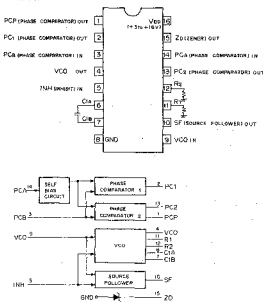 PCP (PHASE COMPARATOR) OUT 1
16 VDD
(+3 to +18V)
PC1 (PHASE COMPARATOR) OUT 2
15 ZD (ZENER) OUT
PCB (PHASE COMPARATOR) IN 3
14 PCA (PHASE COMPARATOR) IN
VCO OUT 4
13 PC2 (PHASE COMPARATOR) OUT
INH (INHIBIT) IN 5
12 R2
C1A 6
11 R1
C1B 7
10 SF (SOURCE FOLLOWER) OUT
8 GND
9 VCO IN
PCA 14
SELF
BIAS
CIRCUIT
PHASE
COMPARATOR 1
2 PC1
PCB 3
PHASE
COMPARATOR 2
13 PC2
1 PCP
VCO 9
VCO
4 VCO
11 R1
12 R2
6 C1A
7 C1B
INH 5
SOURCE
FOLLOWER
10 SF
GND
15 ZD